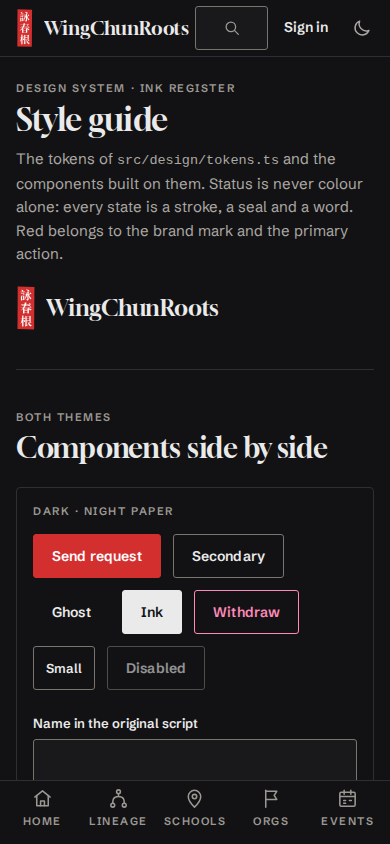 詠春根 WingChunRoots Sign in
DESIGN SYSTEM · INK REGISTER
Style guide
The tokens of src/design/tokens.ts and the
components built on them. Status is never colour
alone: every state is a stroke, a seal and a word.
Red belongs to the brand mark and the primary
action.
詠春根 WingChunRoots
BOTH THEMES
Components side by side
DARK · NIGHT PAPER
Send request Secondary
Ghost Ink Withdraw
Small Disabled
Name in the original script
HOME LINEAGE SCHOOLS ORGS EVENTS